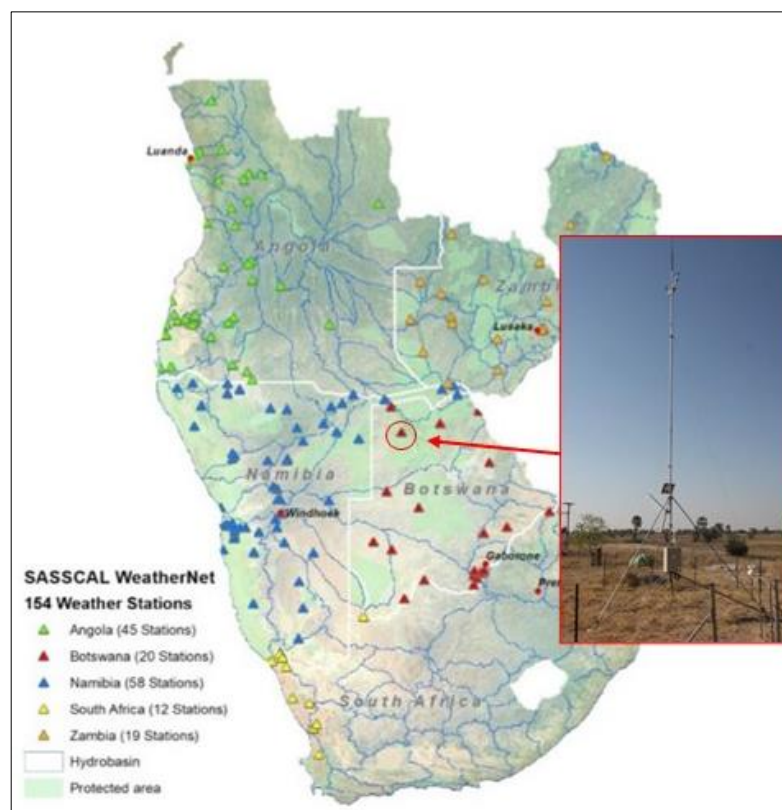 Luanda
Angola
Lusaka
Namibia
Windhoek
Botswana
Gaborone
South Africa
SASSCAL WeatherNet
154 Weather Stations
Angola (45 Stations)
Botswana (20 Stations)
Namibia (58 Stations)
South Africa (12 Stations)
Zambia (19 Stations)
Hydrobasin
Protected area